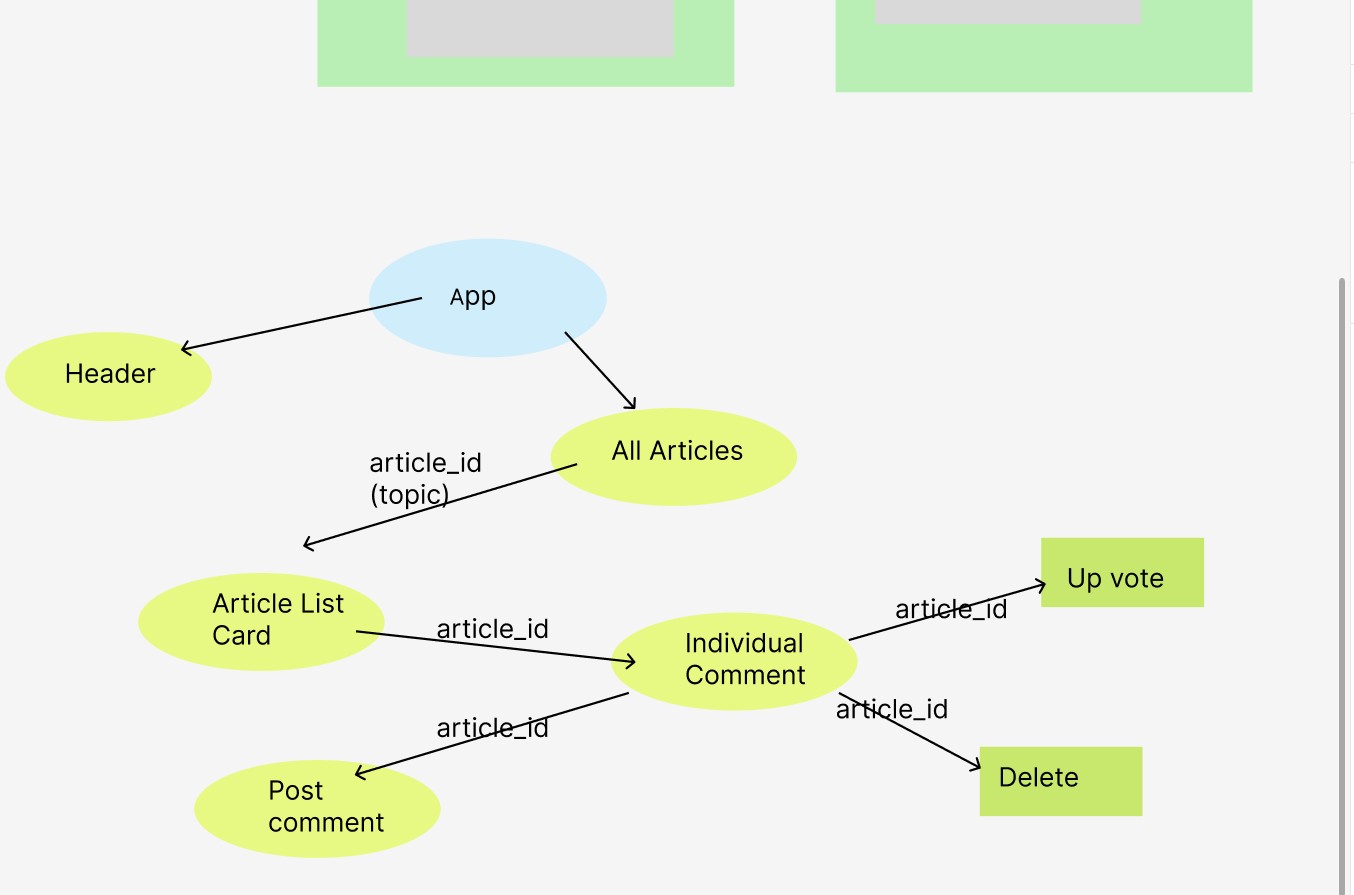 App
Header
All Articles
article_id
(topic)
Article List
Card
article_id
Individual
Comment
article_id
Up vote
article_id
Delete
article_id
Post
comment